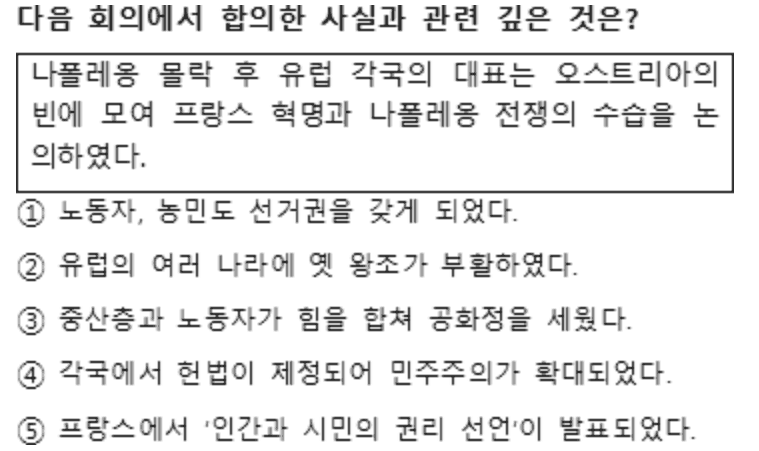 다음 회의에서 합의한 사실과 관련 깊은 것은?
나폴레옹 몰락 후 유럽 각국의 대표는 오스트리아의
빈에 모여 프랑스 혁명과 나폴레옹 전쟁의 수습을 논
의하였다.
① 노동자, 농민도 선거권을 갖게 되었다.
② 유럽의 여러 나라에 옛 왕조가 부활하였다.
③ 중산층과 노동자가 힘을 합쳐 공화정을 세웠다.
④ 각국에서 헌법이 제정되어 민주주의가 확대되었다.
⑤ 프랑스에서 '인간과 시민의 권리 선언'이 발표되었다.